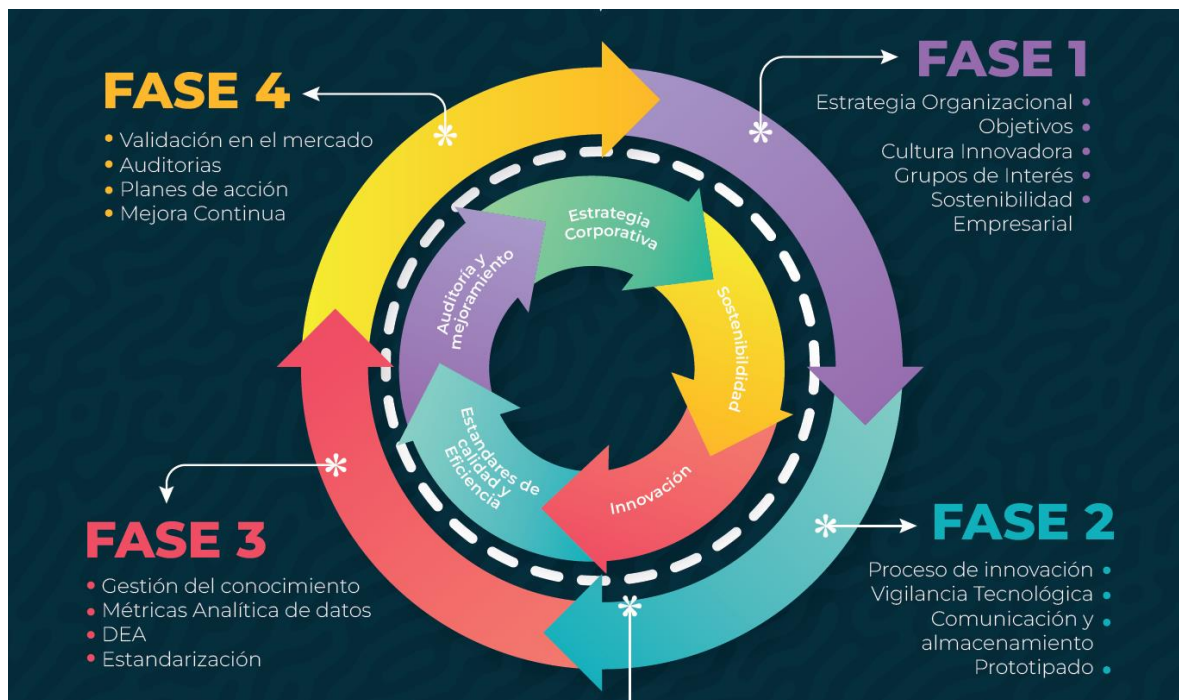 FASE 1
Estrategia Organizacional
Objetivos
Cultura Innovadora
Grupos de Interés
Sostenibilidad
Empresarial
FASE 2
Proceso de innovación
Vigilancia Tecnológica
Comunicación y
almacenamiento
Prototipado
FASE 3
Gestión del conocimiento
Métricas Analítica de datos
DEA
Estandarización
FASE 4
Validación en el mercado
Auditorias
Planes de acción
Mejora Continua
Estrategia
Corporativa
Sostenibildidad
Innovación
Estandares de
calidad y
Eficiencia
Auditoría y
mejoramiento